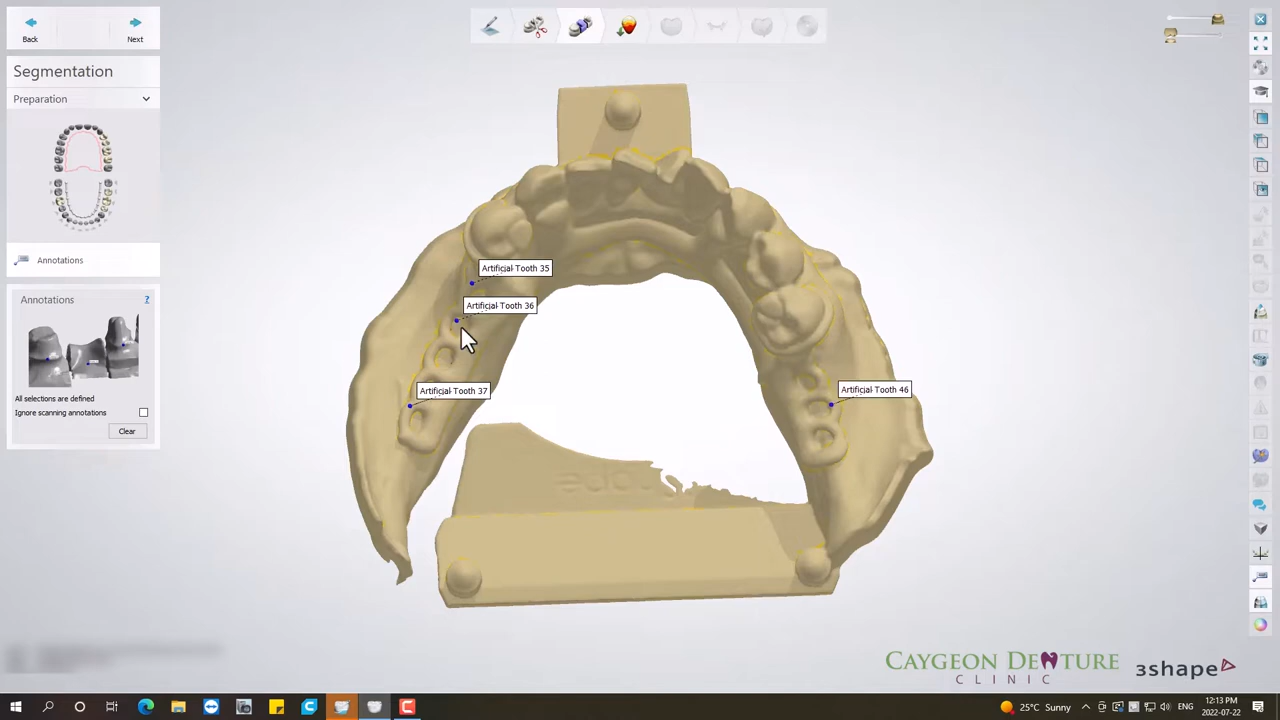 Back
Next
Segmentation
Preparation
Annotations
Annotations
?
All selections are defined
Ignore scanning annotations
Clear
Artificial Tooth 35
Artificial Tooth 36
Artificial Tooth 37
Artificial Tooth 46
CAYGEON DENTURE
CLINIC
3shape
25°C Sunny
ENG
12:13 PM
2022-07-22